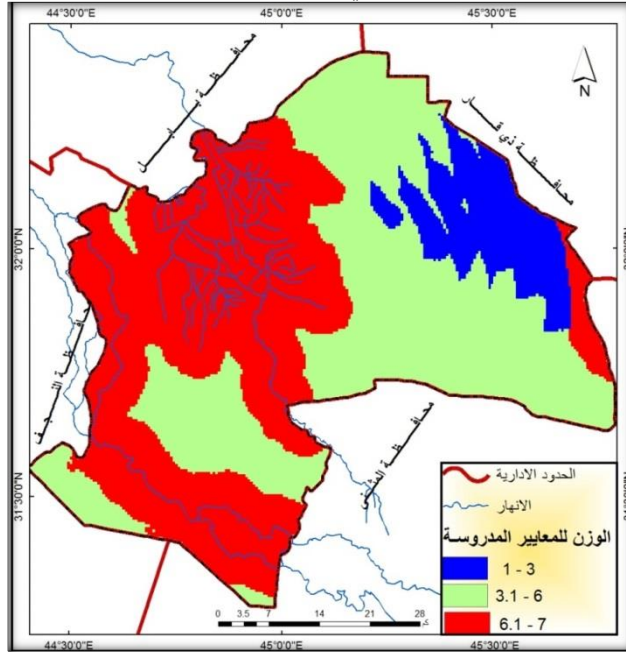 44°30'0"E 45°0'0"E 45°30'0"E
محافظة بابل
N
محافظة ذي قار
32°0'0"N
محافظة النجف
محافظة المثنى
31°30'0"N
الحدود الادارية
الانهار
الوزن للمعايير المدروسة
1 - 3
3.1 - 6
6.1 - 7
0 3.5 7 14 21 28
44°30'0"E 45°0'0"E 45°30'0"E